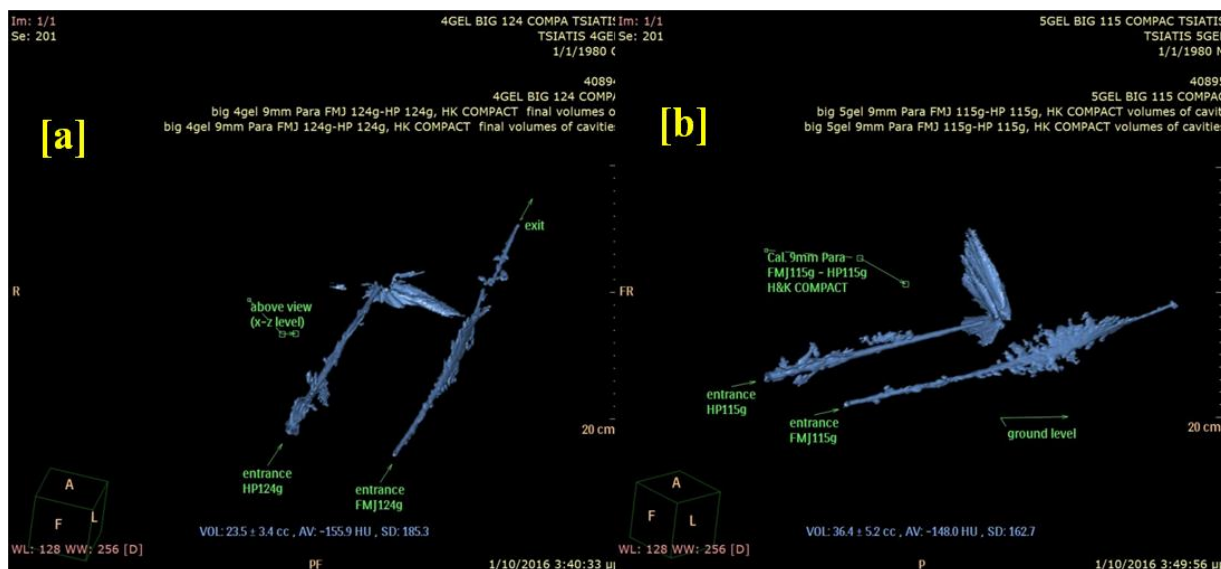 Im: 1/1
Se: 201
4GEL BIG 124 COMPA TSIATIS
TSIATIS 4GEL
1/1/1980
4089
4GEL BIG 124 COMPA
big 4gel 9mm Para FMJ 124g-HP 124g, HK COMPACT final volumes o
big 4gel 9mm Para FMJ 124g-HP 124g, HK COMPACT final volumes of cavitie
[a]
exit
R
above view
(x-z level)
20 cm
entrance
HP124g
entrance
FMJ124g
A
F
L
VOL: 23.5 ± 3.4 cc , AV: -155.9 HU , SD: 185.3
WL: 128 WW: 256 [D]
PF
1/10/2016 3:40:33 μμ
Im: 1/1
Se: 201
5GEL BIG 115 COMPAC TSIATIS
TSIATIS 5GEL
1/1/1980
40895
5GEL BIG 115 COMPAC
big 5gel 9mm Para FMJ 115g-HP 115g, HK COMPACT volumes of cavitie
big 5gel 9mm Para FMJ 115g-HP 115g, HK COMPACT volumes of cavitie
[b]
Cal. 9mm Para
FMJ115g - HP115g
H&K COMPACT
FR
entrance
HP115g
entrance
FMJ115g
ground level
20 cm
A
F
L
VOL: 36.4 ± 5.2 cc , AV: -148.0 HU , SD: 162.7
WL: 128 WW: 256 [D]
P
1/10/2016 3:49:56 μμ